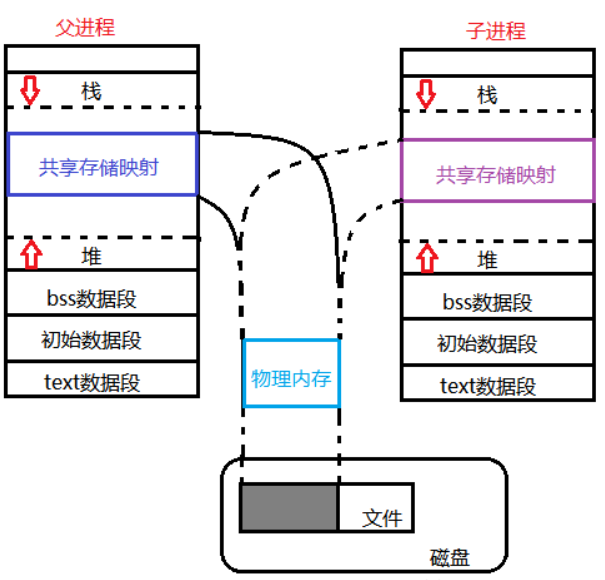 父进程
栈
共享存储映射
堆
bss数据段
初始数据段
text数据段
子进程
栈
共享存储映射
堆
bss数据段
初始数据段
text数据段
物理内存
文件
磁盘